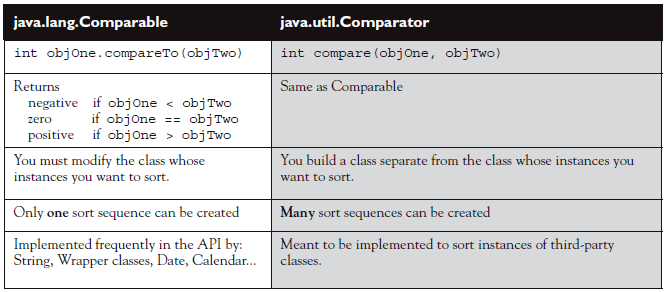 java.lang.Comparable
java.util.Comparator
int objOne.compareTo(objTwo)
int compare(objOne, objTwo)
Returns
negative if objOne < objTwo
zero if objOne == objTwo
positive if objOne > objTwo
Same as Comparable
You must modify the class whose
instances you want to sort.
You build a class separate from the class whose instances you
want to sort.
Only one sort sequence can be created
Many sort sequences can be created
Implemented frequently in the API by:
String, Wrapper classes, Date, Calendar...
Meant to be implemented to sort instances of third-party
classes.